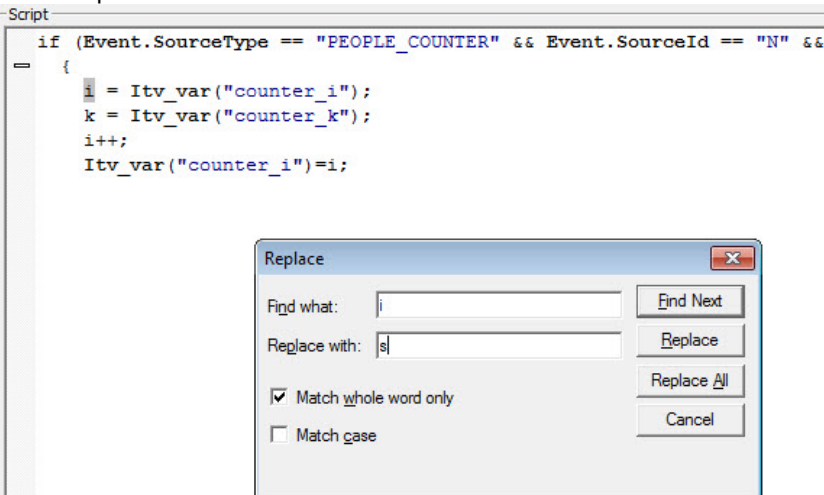 Script
if (Event.SourceType == "PEOPLE_COUNTER" && Event.SourceId == "N" &&
{
i = Itv_var("counter_i");
k = Itv_var("counter_k");
i++;
Itv_var("counter_i")=i;
Replace
Find what: i
Find Next
Replace with: s
Replace
Replace All
Match whole word only
Cancel
Match case